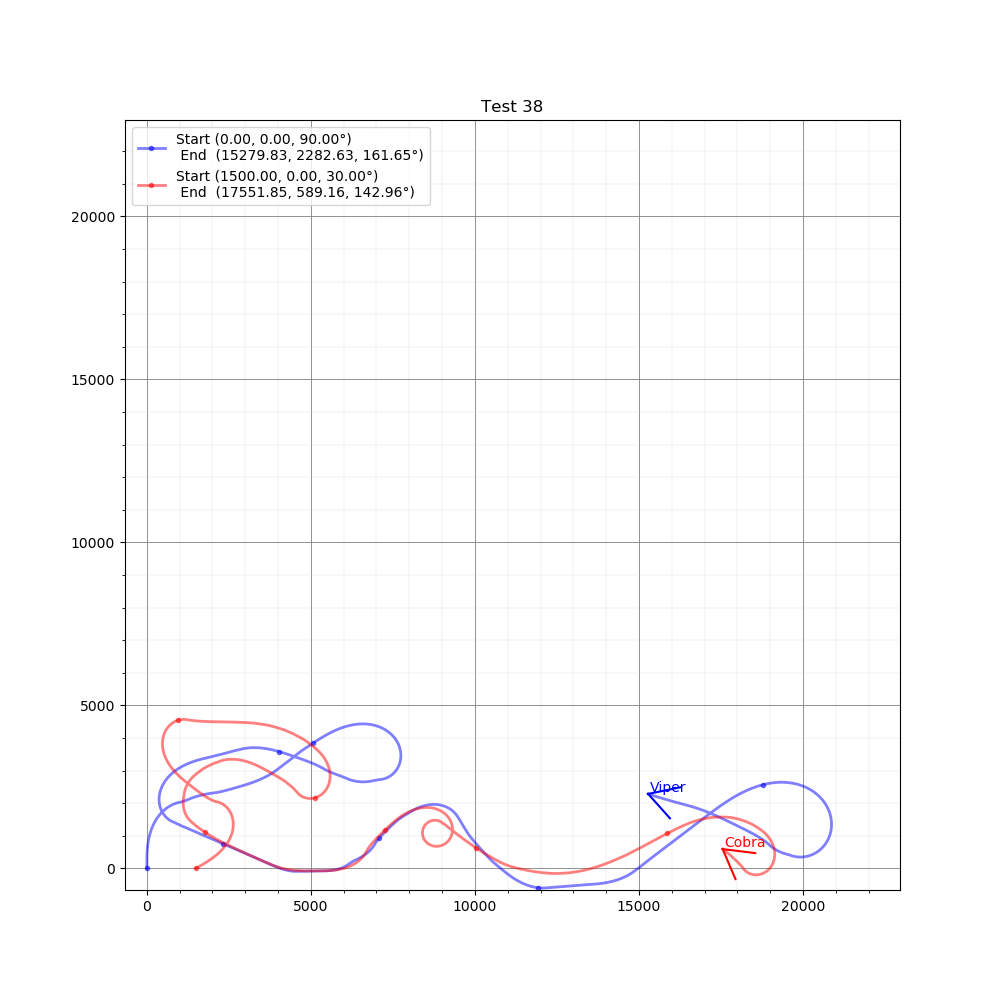 Test 38
Start (0.00, 0.00, 90.00°)
End (15279.83, 2282.63, 161.65°)
Start (1500.00, 0.00, 30.00°)
End (17551.85, 589.16, 142.96°)
20000
15000
10000
5000
0
Viper
Cobra
0 5000 10000 15000 20000